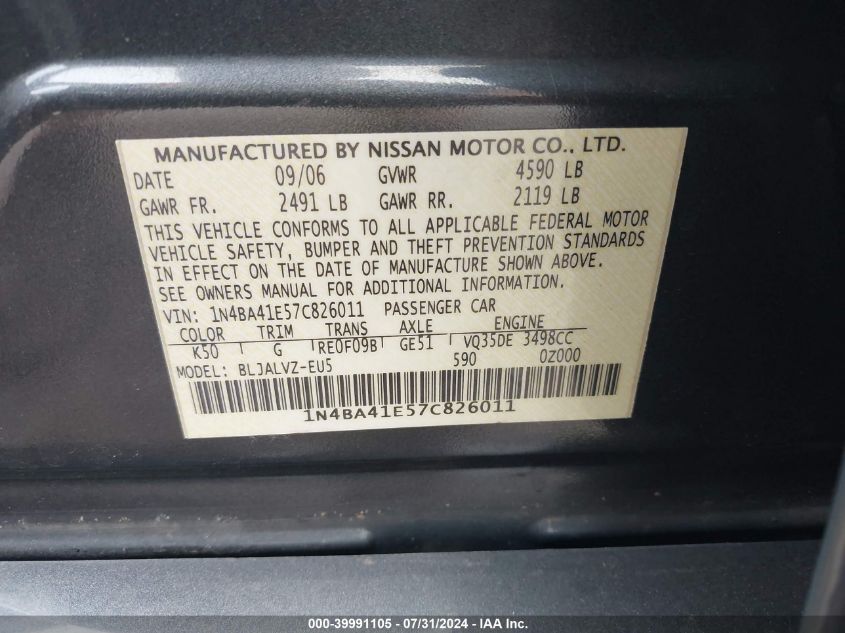 MANUFACTURED BY NISSAN MOTOR CO., LTD.
DATE 09/06 GVWR 4590 LB
GAWR FR. 2491 LB GAWR RR. 2119 LB
THIS VEHICLE CONFORMS TO ALL APPLICABLE FEDERAL MOTOR
VEHICLE SAFETY, BUMPER AND THEFT PREVENTION STANDARDS
IN EFFECT ON THE DATE OF MANUFACTURE SHOWN ABOVE.
SEE OWNERS MANUAL FOR ADDITIONAL INFORMATION.
VIN: 1N4BA41E57C826011 PASSENGER CAR
COLOR TRIM TRANS AXLE ENGINE
K50 G RE0F09B GE51 VQ35DE 3498CC
MODEL: BLJALVZ-EU5 590 0Z000
1N4BA41E57C826011
000-39991105 - 07/31/2024 - IAA Inc.